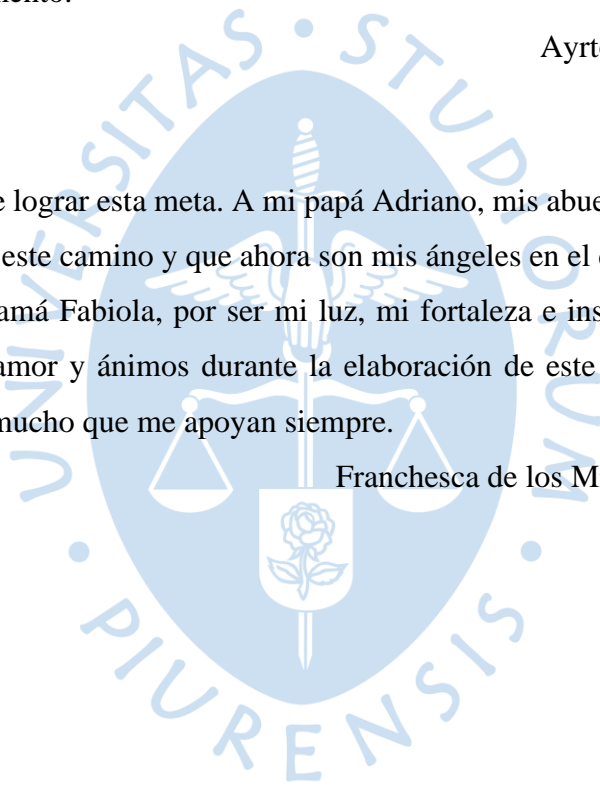 Ayrto
e lograr esta meta. A mi papá Adriano, mis abue
este camino y que ahora son mis ángeles en el
amá Fabiola, por ser mi luz, mi fortaleza e ins
amor y ánimos durante la elaboración de este
mucho que me apoyan siempre.
Franchesca de los M
UNIVERSITAS • STUDIORUM • PIURENSIS •